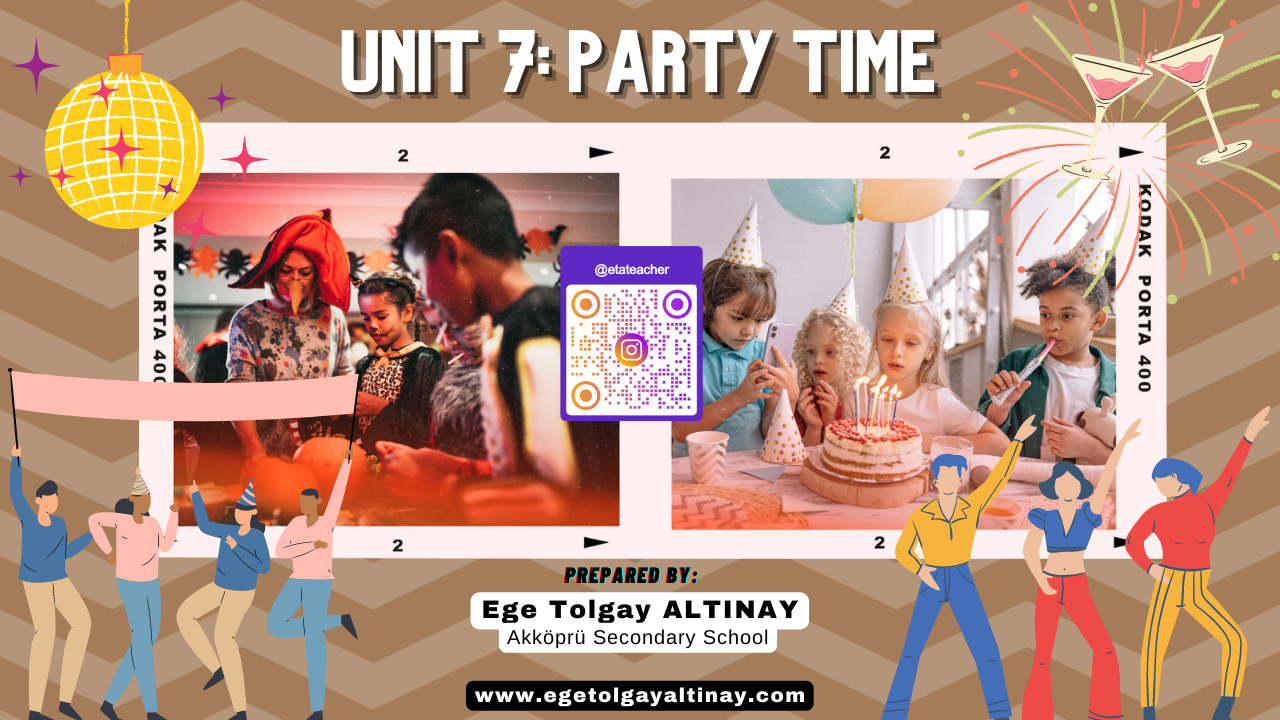 UNIT 7: PARTY TIME
2
2
KODAK PORTA 400
AK PORTA 400
@etateacher
2
2
PREPARED BY:
Ege Tolgay ALTINAY
Akköprü Secondary School
www.egetolgayaltinay.com